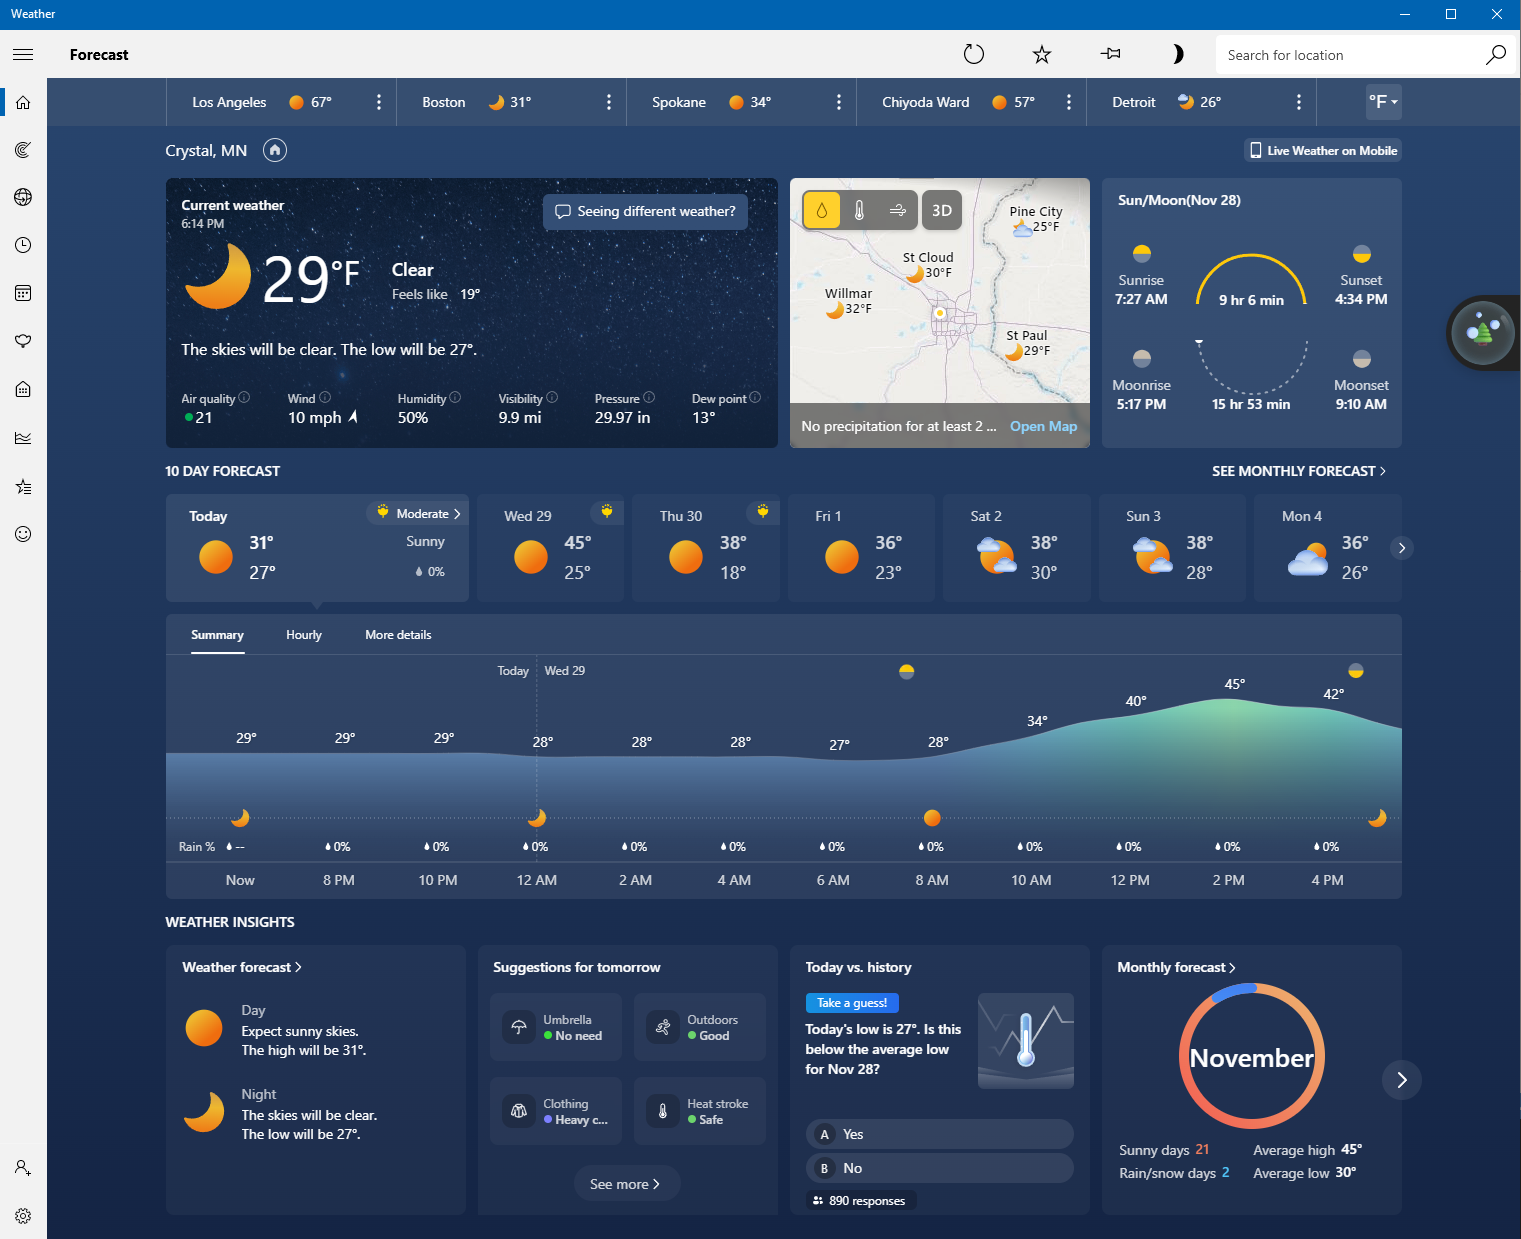 Weather
Forecast
Search for location
Los Angeles 67°
Boston 31°
Spokane 34°
Chiyoda Ward 57°
Detroit 26°
°F
Crystal, MN
Live Weather on Mobile
Current weather
6:14 PM
Seeing different weather?
29°F
Clear
Feels like 19°
The skies will be clear. The low will be 27°.
Air quality
21
Wind
10 mph
Humidity
50%
Visibility
9.9 mi
Pressure
29.97 in
Dew point
13°
3D
Pine City
25°F
St Cloud
30°F
Willmar
32°F
St Paul
29°F
No precipitation for at least 2 ...
Open Map
Sun/Moon(Nov 28)
Sunrise
7:27 AM
9 hr 6 min
Sunset
4:34 PM
Moonrise
5:17 PM
15 hr 53 min
Moonset
9:10 AM
10 DAY FORECAST
SEE MONTHLY FORECAST
Today
Moderate
31°
27°
Sunny
0%
Wed 29
45°
25°
Thu 30
38°
18°
Fri 1
36°
23°
Sat 2
38°
30°
Sun 3
38°
28°
Mon 4
36°
26°
Summary
Hourly
More details
Today Wed 29
29° 29° 29° 28° 28° 28° 27° 28° 34° 40° 45° 42°
Rain % -- 0% 0% 0% 0% 0% 0% 0% 0% 0% 0% 0%
Now 8 PM 10 PM 12 AM 2 AM 4 AM 6 AM 8 AM 10 AM 12 PM 2 PM 4 PM
WEATHER INSIGHTS
Weather forecast
Day
Expect sunny skies.
The high will be 31°.
Night
The skies will be clear.
The low will be 27°.
Suggestions for tomorrow
Umbrella
No need
Outdoors
Good
Clothing
Heavy c...
Heat stroke
Safe
See more
Today vs. history
Take a guess!
Today's low is 27°. Is this
below the average low
for Nov 28?
A Yes
B No
890 responses
Monthly forecast
November
Sunny days 21
Average high 45°
Rain/snow days 2
Average low 30°